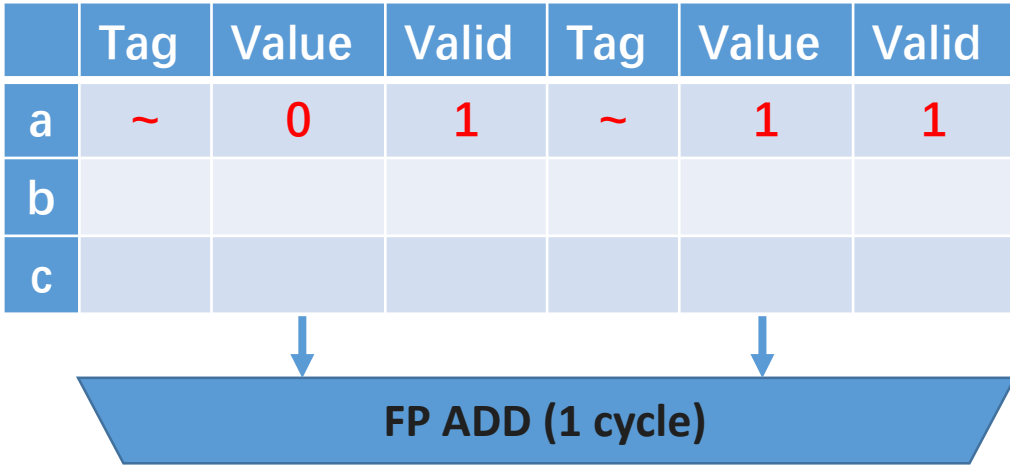 Tag Value Valid Tag Value Valid
a ~ 0 1 ~ 1 1
b
c
FP ADD (1 cycle)